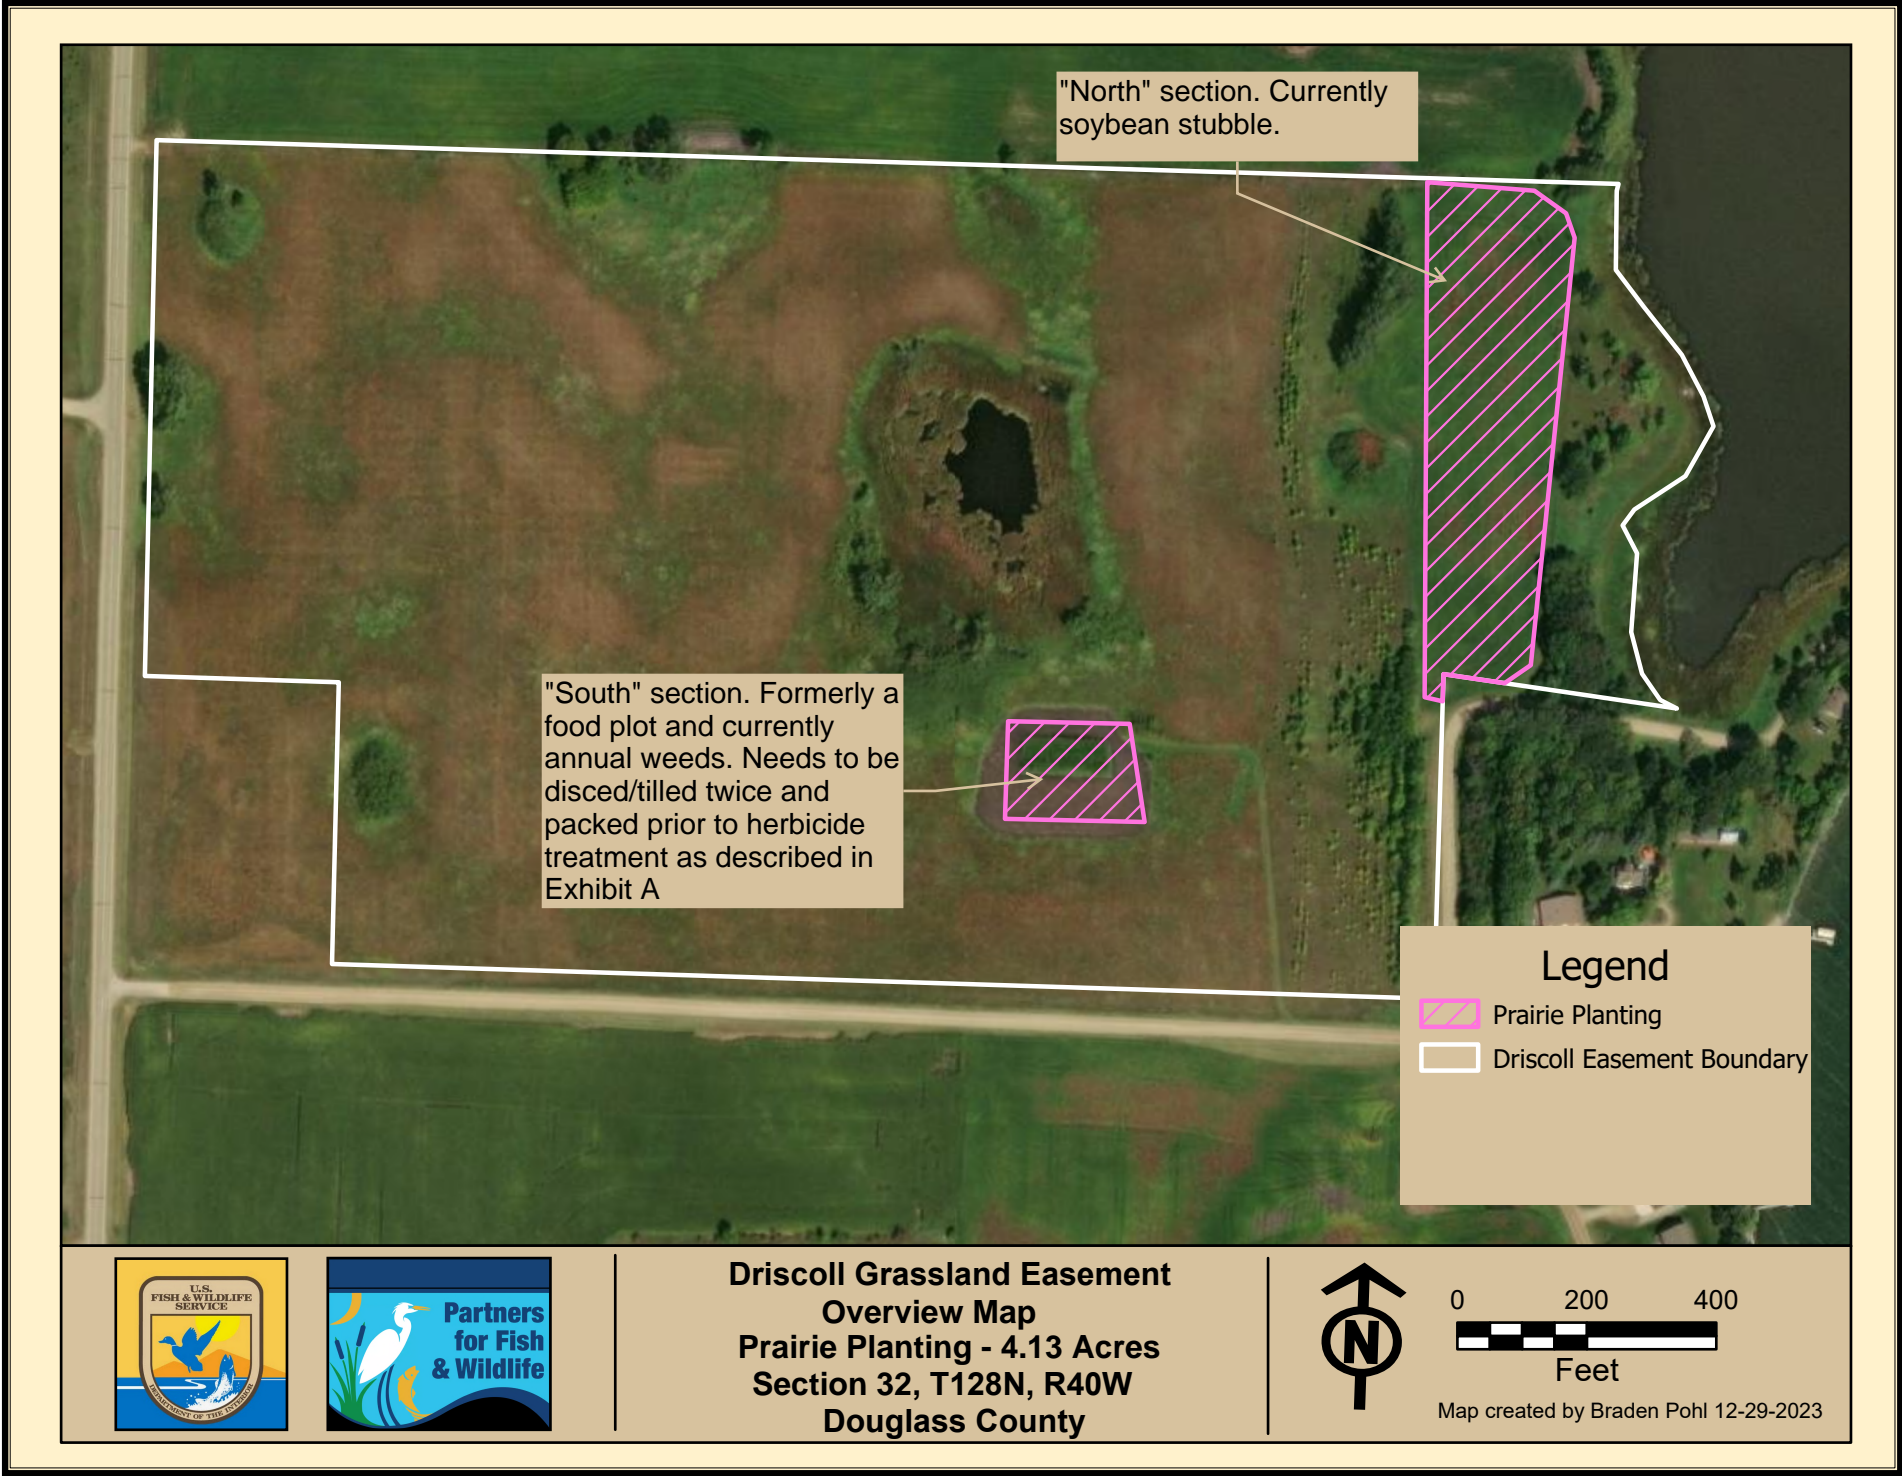 "North" section. Currently
soybean stubble.
"South" section. Formerly a
food plot and currently
annual weeds. Needs to be
disced/tilled twice and
packed prior to herbicide
treatment as described in
Exhibit A
Legend
Prairie Planting
Driscoll Easement Boundary
U.S.
FISH & WILDLIFE
SERVICE
DEPARTMENT OF THE INTERIOR
Partners
for Fish
& Wildlife
Driscoll Grassland Easement
Overview Map
Prairie Planting - 4.13 Acres
Section 32, T128N, R40W
Douglass County
N
0 200 400
Feet
Map created by Braden Pohl 12-29-2023